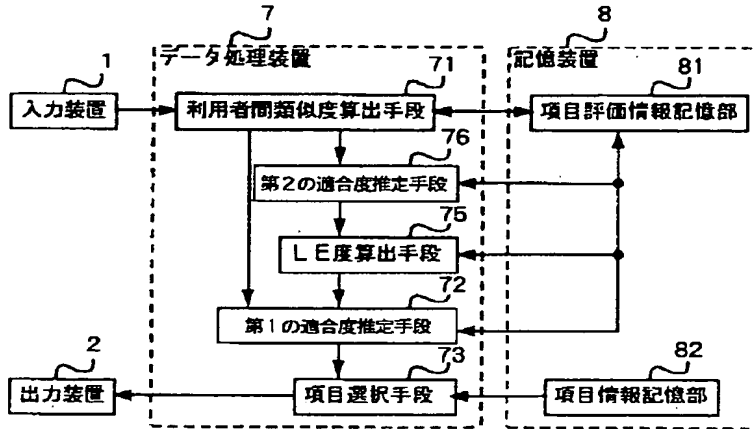 7
8
データ処理装置
記憶装置
1
71
81
入力装置
利用者間類似度算出手段
項目評価情報記憶部
76
第2の適合度推定手段
75
LE度算出手段
72
第1の適合度推定手段
2
73
82
出力装置
項目選択手段
項目情報記憶部